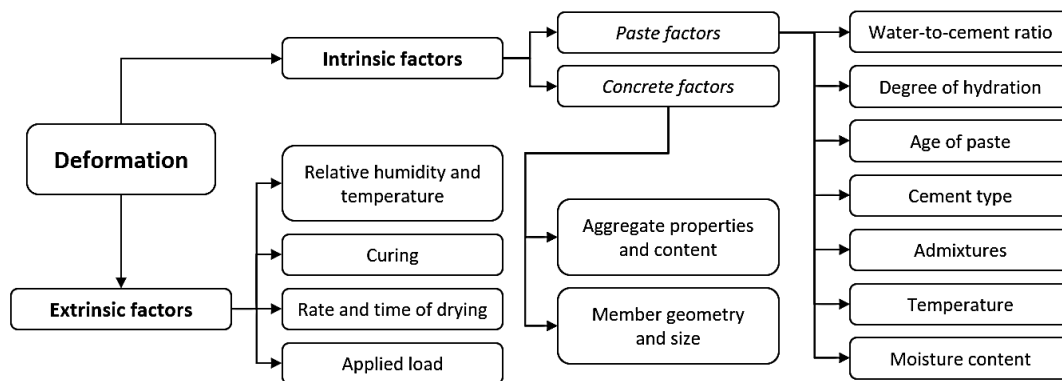 Deformation
Intrinsic factors
Paste factors
Concrete factors
Water-to-cement ratio
Degree of hydration
Age of paste
Cement type
Admixtures
Temperature
Moisture content
Aggregate properties
and content
Member geometry
and size
Extrinsic factors
Relative humidity and
temperature
Curing
Rate and time of drying
Applied load